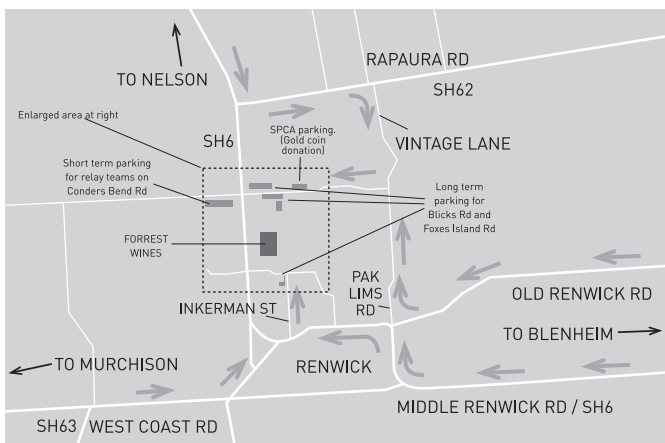 RAPAURA RD
TO NELSON
SH62
Enlarged area at right
SPCA parking.
(Gold coin
donation)
SH6
VINTAGE LANE
Short term parking
for relay teams on
Conders Bend Rd
Long term
parking for
Blicks Rd and
Foxes Island Rd
FORREST
WINES
PAK
LIMS
RD
OLD RENWICK RD
INKERMAN ST
TO BLENHEIM
TO MURCHISON
RENWICK
MIDDLE RENWICK RD / SH6
SH63
WEST COAST RD